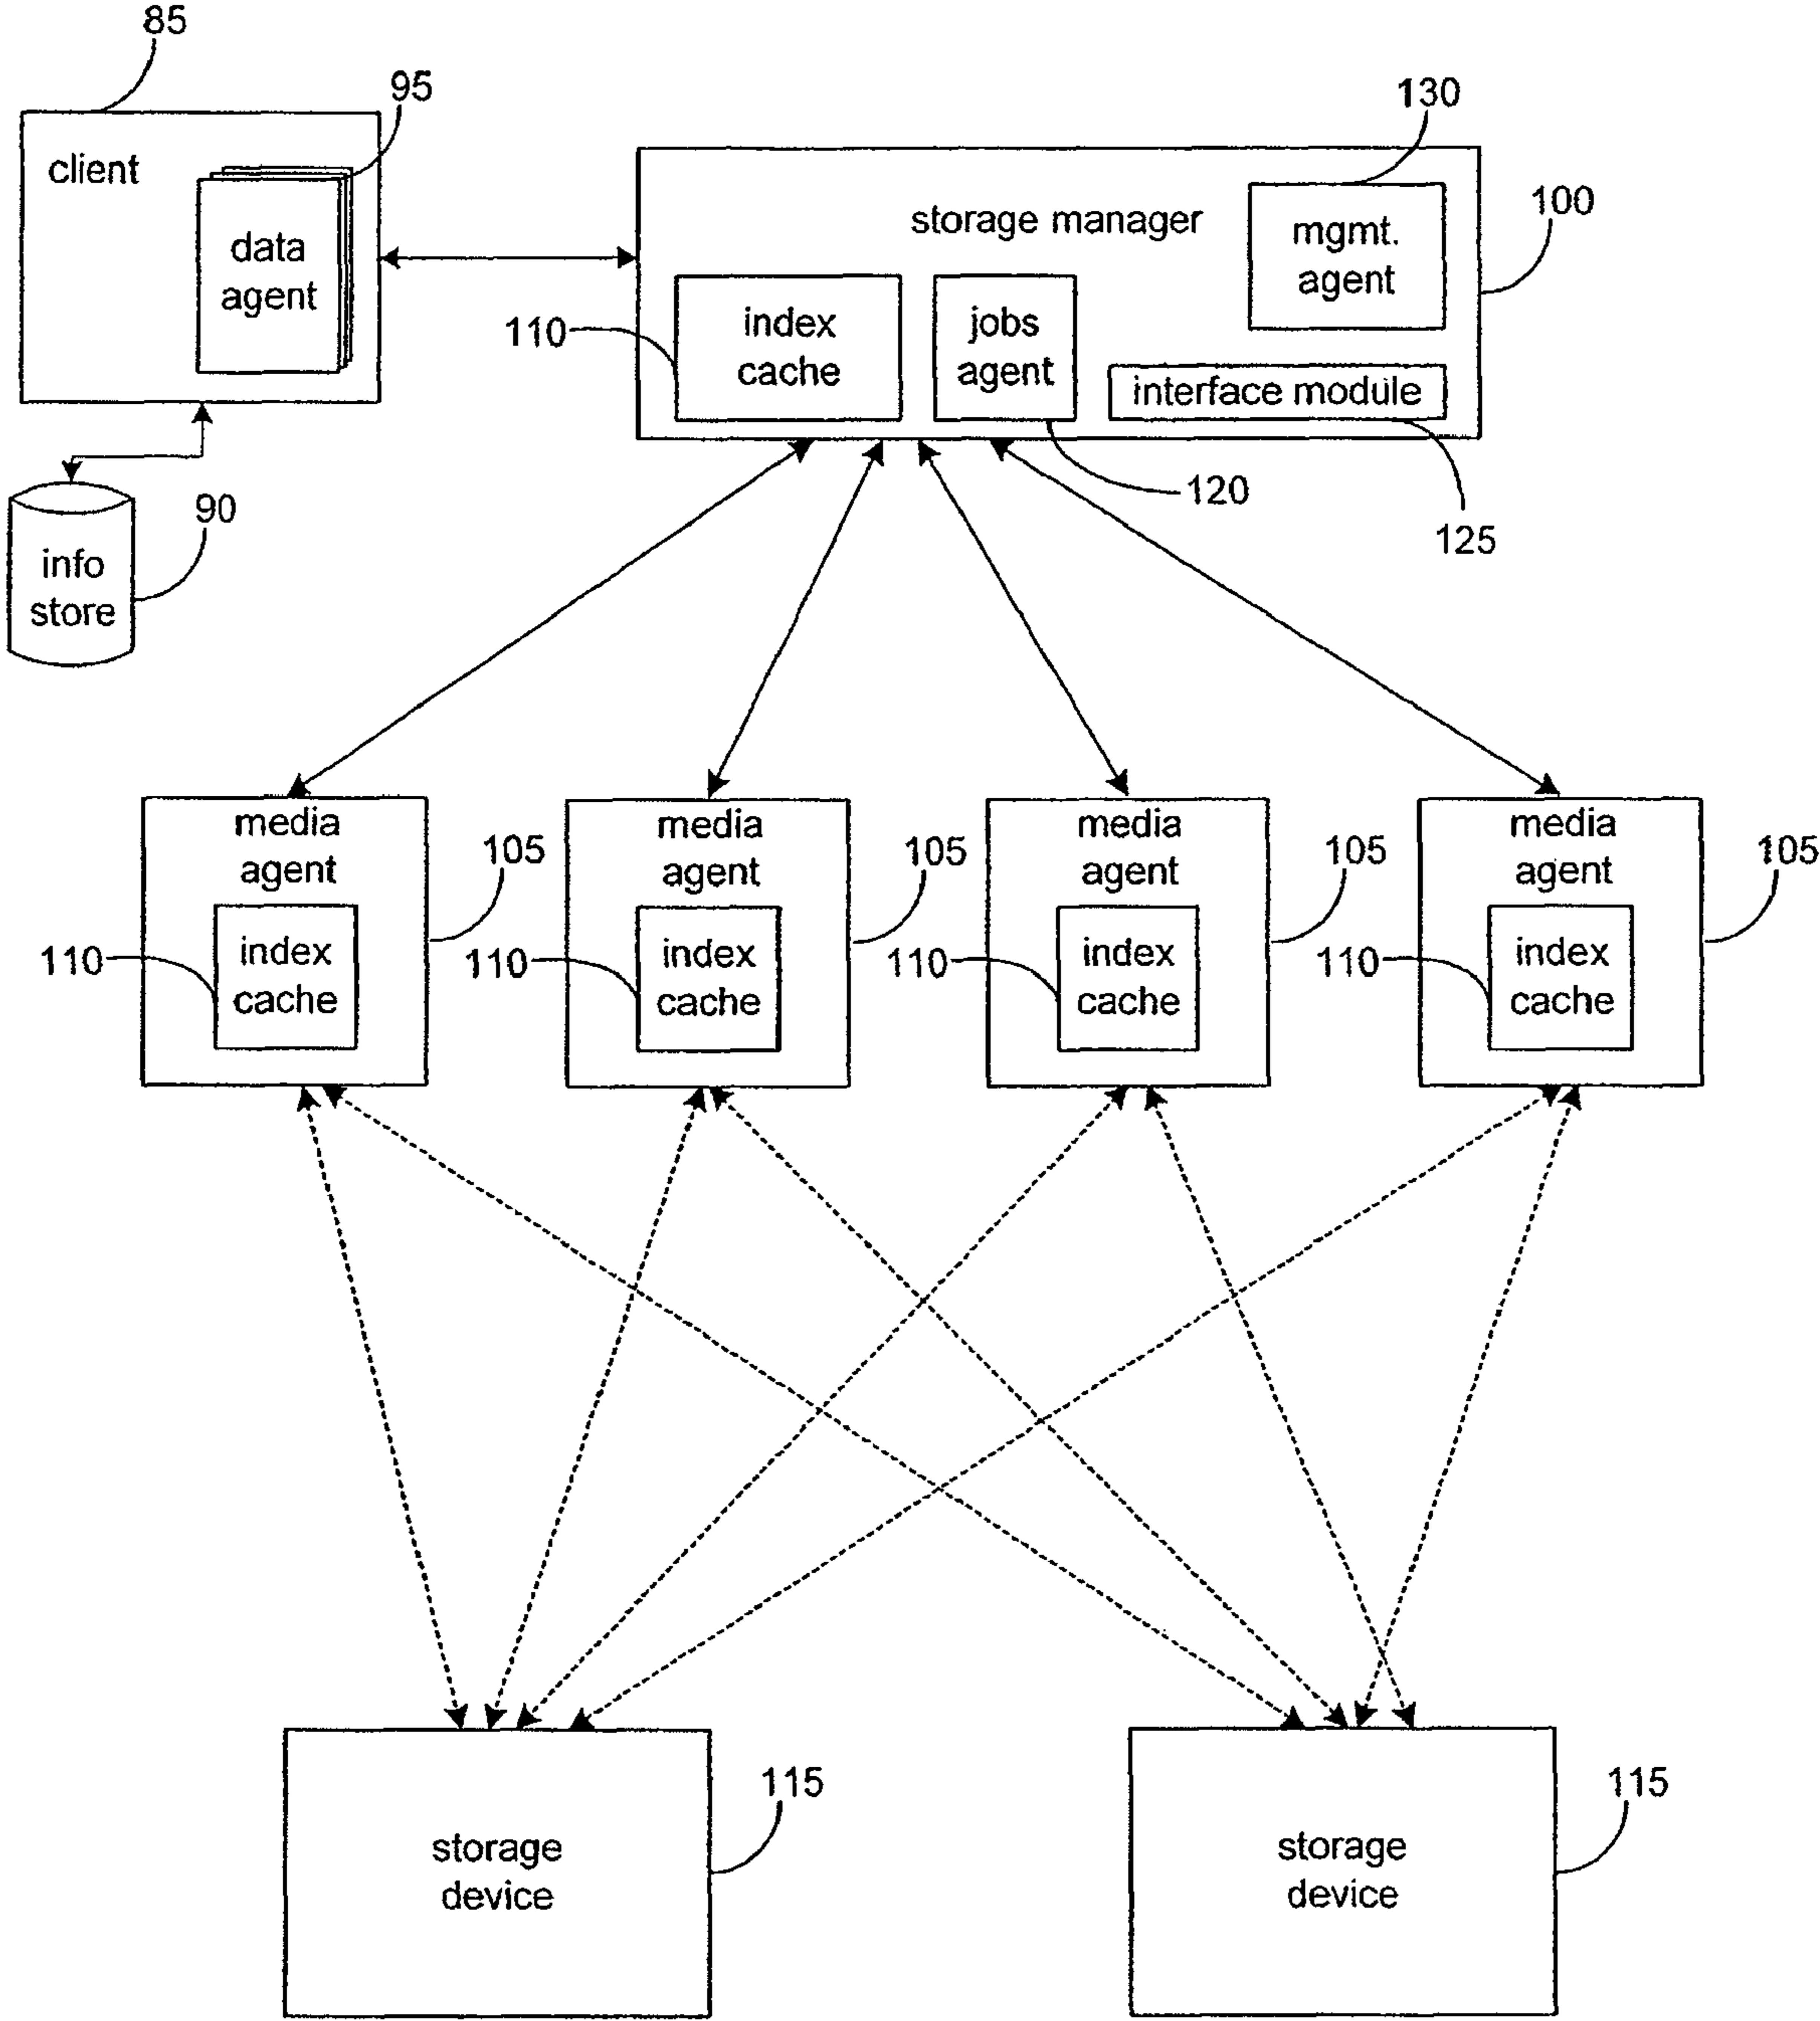 85
95
130
client
100
storage manager
mgmt.
agent
data
agent
110
index
cache
jobs
agent
interface module
120
90
125
info
store
media
agent
105
110
index
cache
media
agent
105
110
index
cache
media
agent
105
110
index
cache
media
agent
105
110
index
cache
115
storage
device
115
storage
device